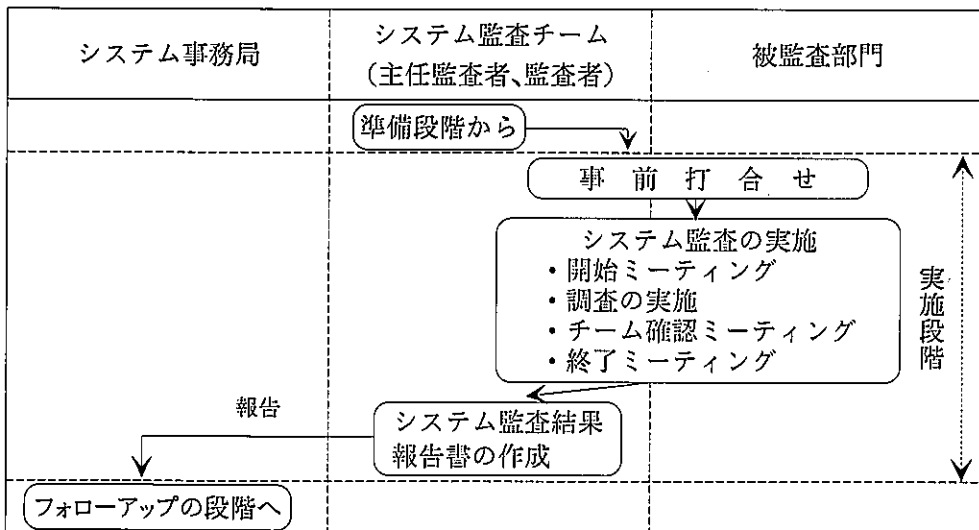 システム事務局
システム監査チーム
(主任監査者、監査者)
被監査部門
準備段階から
事前打合せ
システム監査の実施
・開始ミーティング
・調査の実施
・チーム確認ミーティング
・終了ミーティング
実施段階
報告
システム監査結果
報告書の作成
フォローアップの段階へ